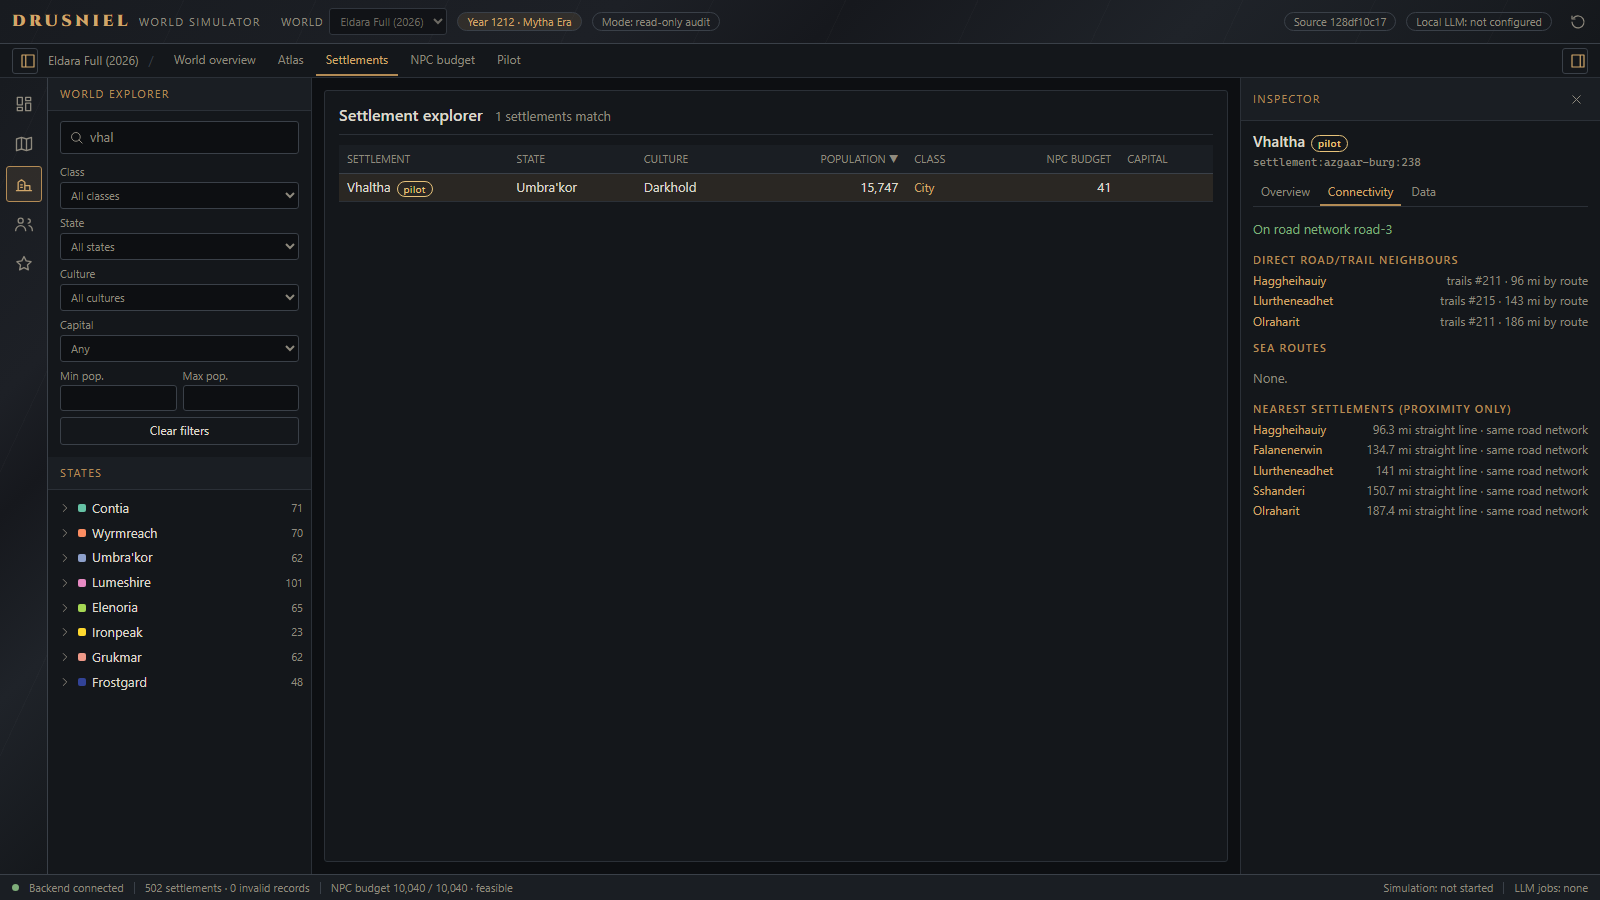 DRUSNIEL WORLD SIMULATOR WORLD Eldara Full (2026) Year 1212 · Mytha Era Mode: read-only audit Source 128df10c17 Local LLM: not configured
Eldara Full (2026) / World overview Atlas Settlements NPC budget Pilot
WORLD EXPLORER
vhal
Class
All classes
State
All states
Culture
All cultures
Capital
Any
Min pop. Max pop.
Clear filters
STATES
Contia 71
Wyrmreach 70
Umbra'kor 62
Lumeshire 101
Elenoria 65
Ironpeak 23
Grukmar 62
Frostgard 48
Settlement explorer 1 settlements match
SETTLEMENT STATE CULTURE POPULATION ▼ CLASS NPC BUDGET CAPITAL
Vhaltha pilot Umbra'kor Darkhold 15,747 City 41
INSPECTOR
Vhaltha pilot
settlement:azgaar-burg:238
Overview Connectivity Data
On road network road-3
DIRECT ROAD/TRAIL NEIGHBOURS
Haggheihauiy trails #211 · 96 mi by route
Llurtheneadhet trails #215 · 143 mi by route
Olraharit trails #211 · 186 mi by route
SEA ROUTES
None.
NEAREST SETTLEMENTS (PROXIMITY ONLY)
Haggheihauiy 96.3 mi straight line · same road network
Falanenerwin 134.7 mi straight line · same road network
Llurtheneadhet 141 mi straight line · same road network
Sshanderi 150.7 mi straight line · same road network
Olraharit 187.4 mi straight line · same road network
Backend connected 502 settlements · 0 invalid records NPC budget 10,040 / 10,040 · feasible Simulation: not started LLM jobs: none